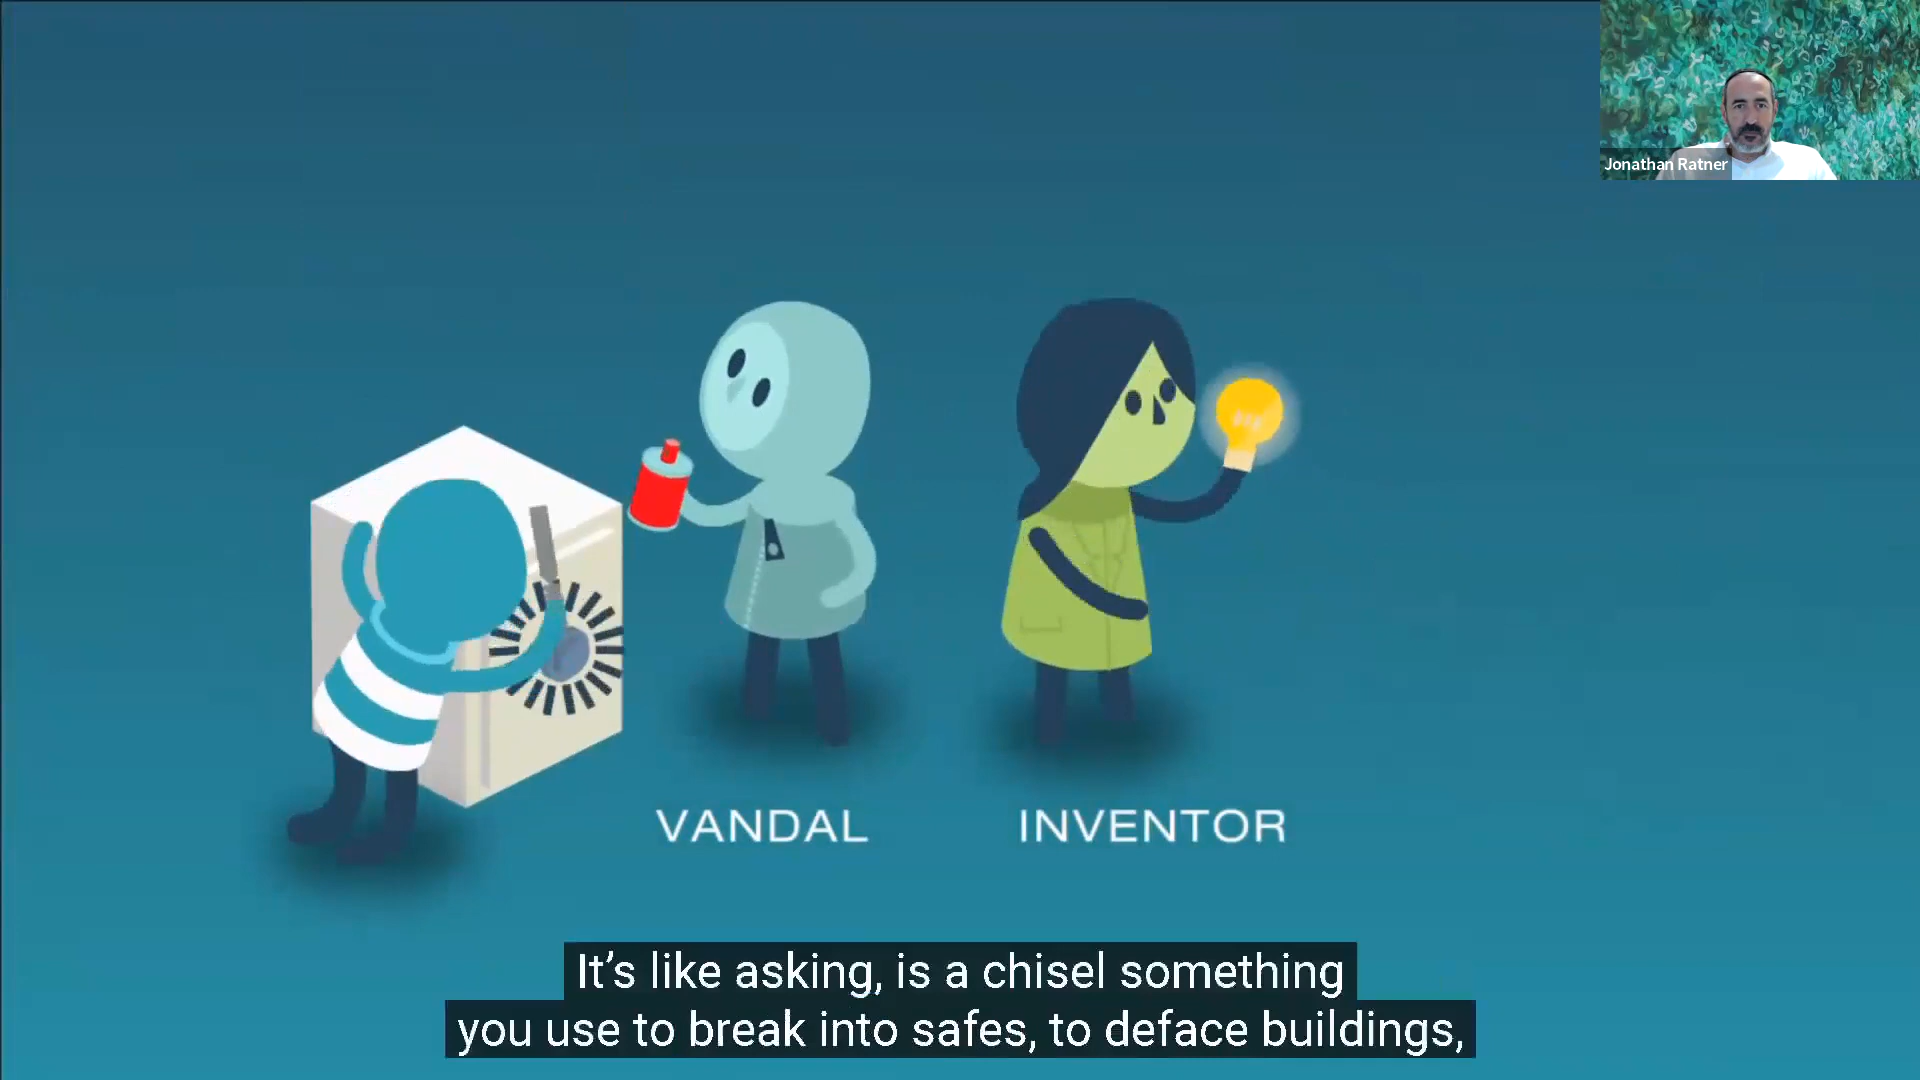 Jonathan Ratner
VANDAL
INVENTOR
It’s like asking, is a chisel something
you use to break into safes, to deface buildings,